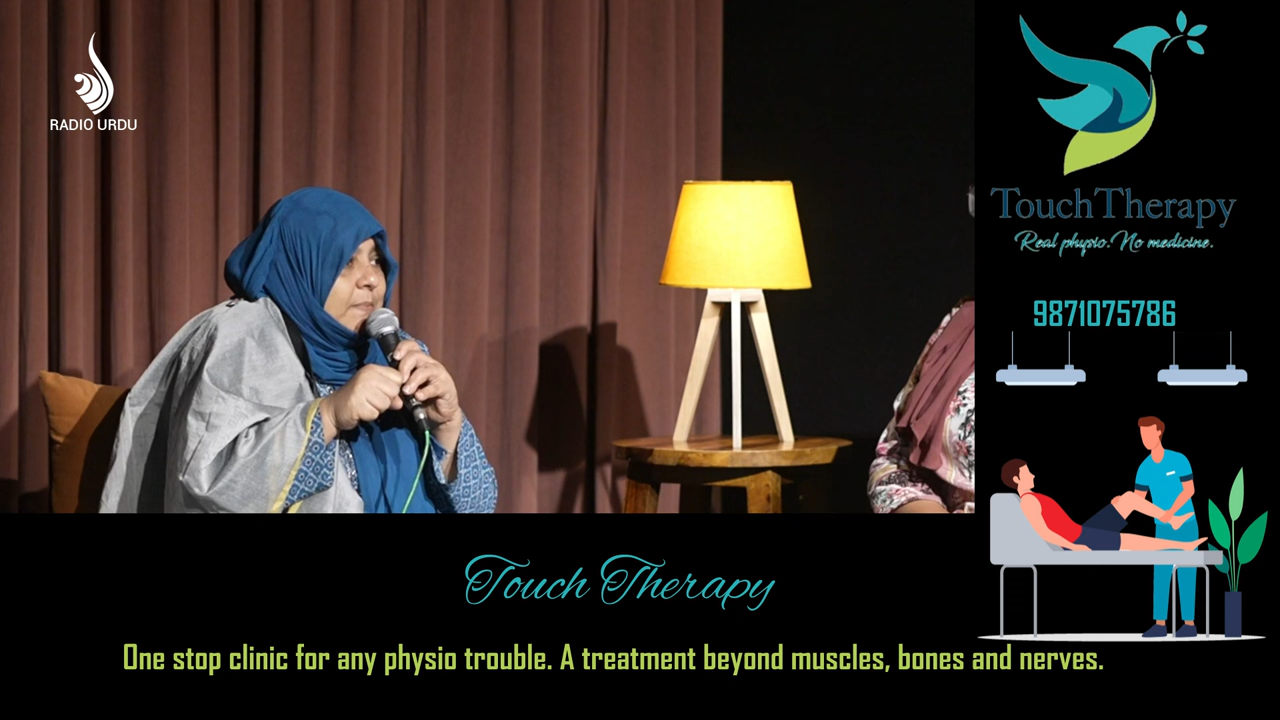 RADIO URDU
TouchTherapy
Real physio. No medicine.
9871075786
Touch Therapy
One stop clinic for any physio trouble. A treatment beyond muscles, bones and nerves.